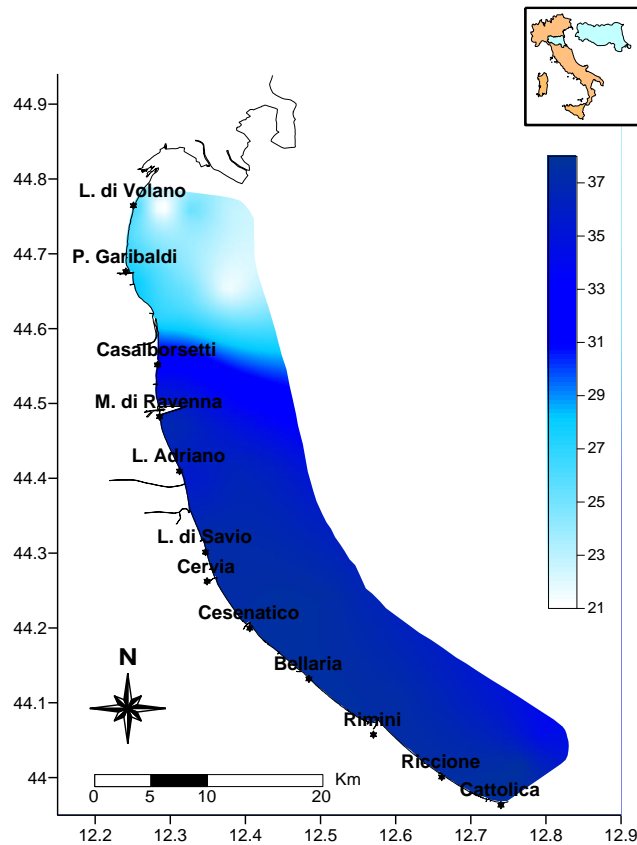 44.9
44.8
44.7
44.6
44.5
44.4
44.3
44.2
44.1
44
L. di Volano
P. Garibaldi
Casalborsetti
M. di Ravenna
L. Adriano
L. di Savio
Cervia
Cesenatico
Bellaria
Rimini
Riccione
Cattolica
37
35
33
31
29
27
25
23
21
N
Km
0 5 10 20
12.2 12.3 12.4 12.5 12.6 12.7 12.8 12.9